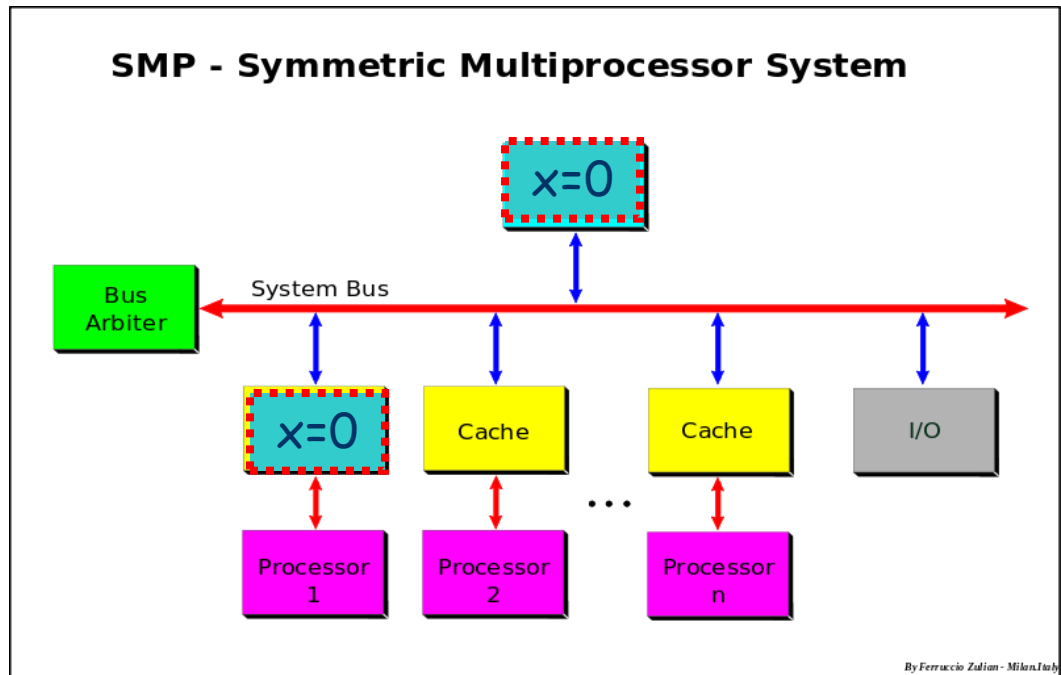 SMP - Symmetric Multiprocessor System
x=0
System Bus
Bus
Arbiter
x=0
Cache
Cache
I/O
...
Processor
1
Processor
2
Processor
n
By Ferruccio Zulian - Milan.Italy